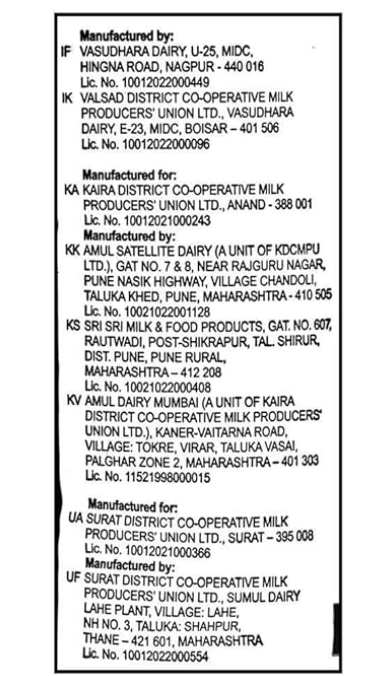 Manufactured by:
IF VASUDHARA DAIRY, U-25, MIDC,
HINGNA ROAD, NAGPUR - 440 016
Lic. No. 10012022000449
IK VALSAD DISTRICT CO-OPERATIVE MILK
PRODUCERS' UNION LTD., VASUDHARA
DAIRY, E-23, MIDC, BOISAR – 401 506
Lic. No. 10012022000096
Manufactured for:
KA KAIRA DISTRICT CO-OPERATIVE MILK
PRODUCERS' UNION LTD., ANAND - 388 001
Lic. No. 10012021000243
Manufactured by:
KK AMUL SATELLITE DAIRY (A UNIT OF KDCMPU
LTD.), GAT NO. 7 & 8, NEAR RAJGURU NAGAR,
PUNE NASIK HIGHWAY, VILLAGE CHANDOLI,
TALUKA KHED, PUNE, MAHARASHTRA - 410 505
Lic. No. 10021022001128
KS SRI SRI MILK & FOOD PRODUCTS, GAT. NO. 607,
RAUTWADI, POST-SHIKRAPUR, TAL. SHIRUR,
DIST. PUNE, PUNE RURAL,
MAHARASHTRA – 412 208
Lic. No. 10021022000408
KV AMUL DAIRY MUMBAI (A UNIT OF KAIRA
DISTRICT CO-OPERATIVE MILK PRODUCERS'
UNION LTD.), KANER-VAITARNA ROAD,
VILLAGE: TOKRE, VIRAR, TALUKA VASAI,
PALGHAR ZONE 2, MAHARASHTRA – 401 303
Lic. No. 11521998000015
Manufactured for:
UA SURAT DISTRICT CO-OPERATIVE MILK
PRODUCERS' UNION LTD., SURAT – 395 008
Lic. No. 10012021000366
Manufactured by:
UF SURAT DISTRICT CO-OPERATIVE MILK
PRODUCERS' UNION LTD., SUMUL DAIRY
LAHE PLANT, VILLAGE: LAHE,
NH NO. 3, TALUKA: SHAHPUR,
THANE – 421 601, MAHARASHTRA
Lic. No. 10012022000554